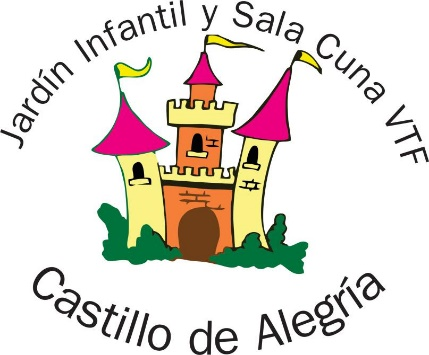 Jardín Infantil y Sala Cuna VTF
Castillo de Alegría